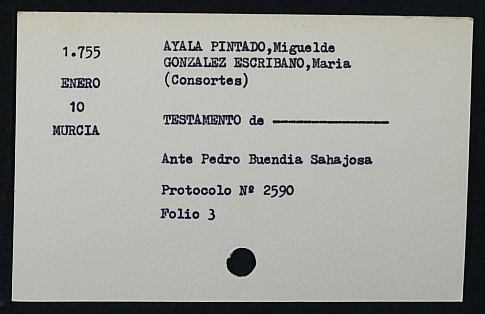 1.755
ENERO
10
MURCIA
AYALA PINTADO,Miguelde
GONZALEZ ESCRIBANO,Maria
(Consortes)
TESTAMENTO de ─────────
Ante Pedro Buendia Sahajosa
Protocolo Nº 2590
Folio 3